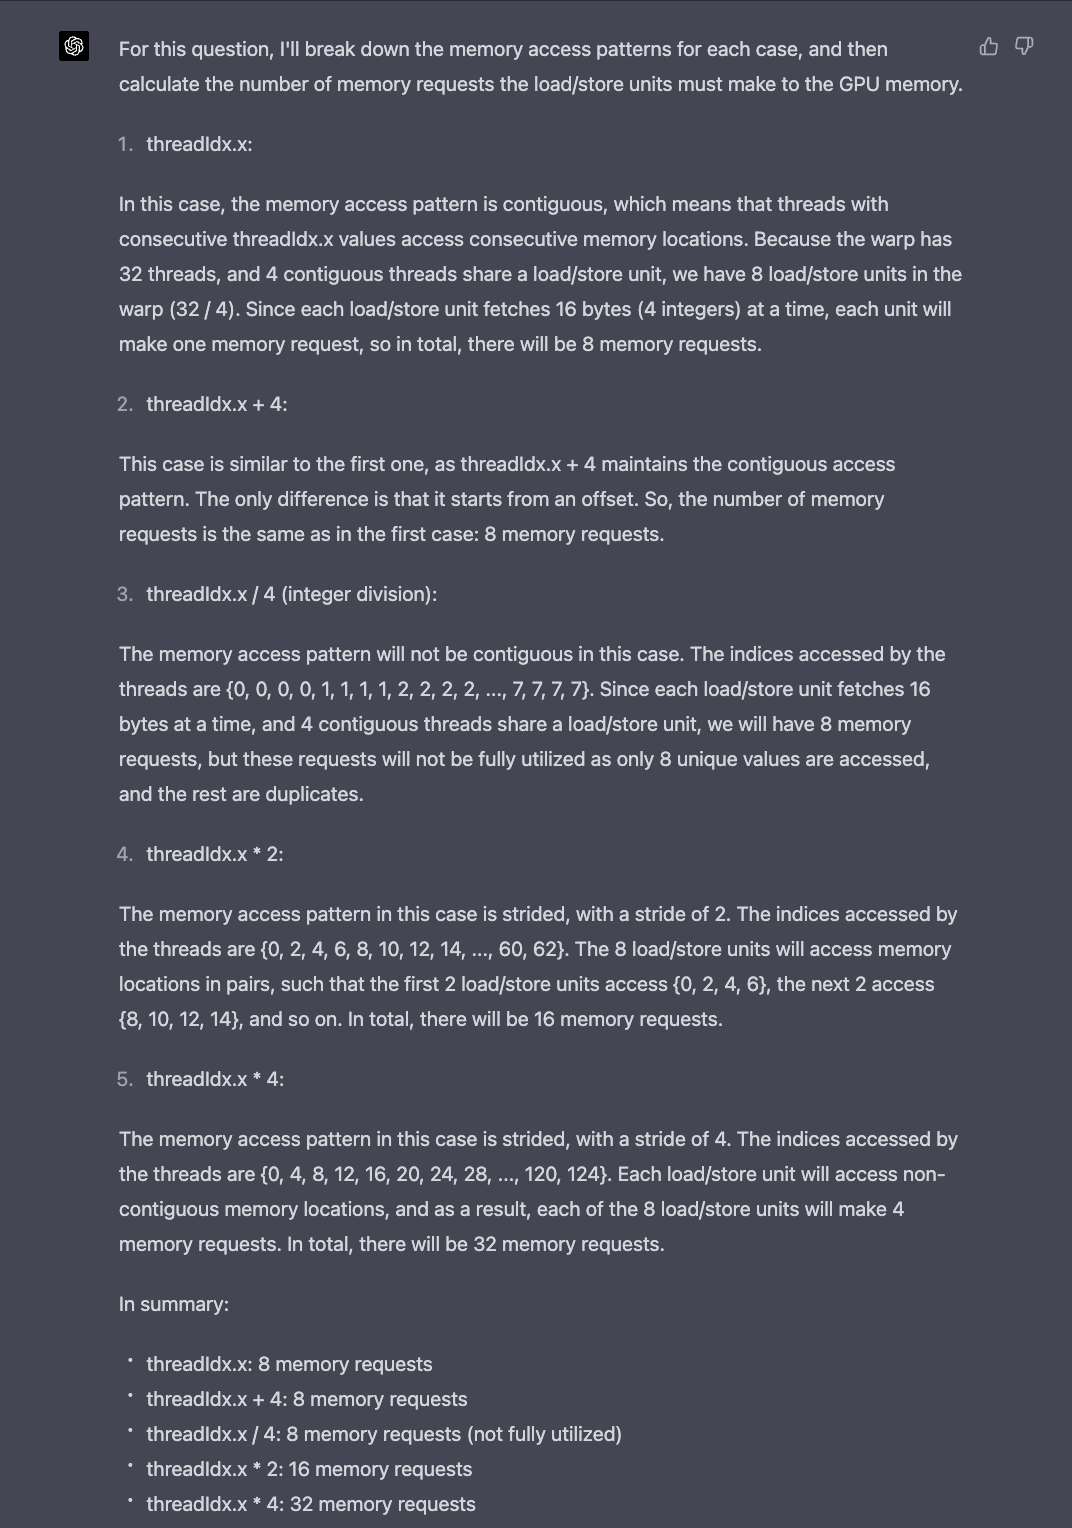 For this question, I'll break down the memory access patterns for each case, and then
calculate the number of memory requests the load/store units must make to the GPU memory.
1. threadIdx.x:
In this case, the memory access pattern is contiguous, which means that threads with
consecutive threadIdx.x values access consecutive memory locations. Because the warp has
32 threads, and 4 contiguous threads share a load/store unit, we have 8 load/store units in the
warp (32 / 4). Since each load/store unit fetches 16 bytes (4 integers) at a time, each unit will
make one memory request, so in total, there will be 8 memory requests.
2. threadIdx.x + 4:
This case is similar to the first one, as threadIdx.x + 4 maintains the contiguous access
pattern. The only difference is that it starts from an offset. So, the number of memory
requests is the same as in the first case: 8 memory requests.
3. threadIdx.x / 4 (integer division):
The memory access pattern will not be contiguous in this case. The indices accessed by the
threads are {0, 0, 0, 0, 1, 1, 1, 1, 2, 2, 2, 2, ..., 7, 7, 7, 7}. Since each load/store unit fetches 16
bytes at a time, and 4 contiguous threads share a load/store unit, we will have 8 memory
requests, but these requests will not be fully utilized as only 8 unique values are accessed,
and the rest are duplicates.
4. threadIdx.x * 2:
The memory access pattern in this case is strided, with a stride of 2. The indices accessed by
the threads are {0, 2, 4, 6, 8, 10, 12, 14, ..., 60, 62}. The 8 load/store units will access memory
locations in pairs, such that the first 2 load/store units access {0, 2, 4, 6}, the next 2 access
{8, 10, 12, 14}, and so on. In total, there will be 16 memory requests.
5. threadIdx.x * 4:
The memory access pattern in this case is strided, with a stride of 4. The indices accessed by
the threads are {0, 4, 8, 12, 16, 20, 24, 28, ..., 120, 124}. Each load/store unit will access non-
contiguous memory locations, and as a result, each of the 8 load/store units will make 4
memory requests. In total, there will be 32 memory requests.
In summary:
• threadIdx.x: 8 memory requests
• threadIdx.x + 4: 8 memory requests
• threadIdx.x / 4: 8 memory requests (not fully utilized)
• threadIdx.x * 2: 16 memory requests
• threadIdx.x * 4: 32 memory requests